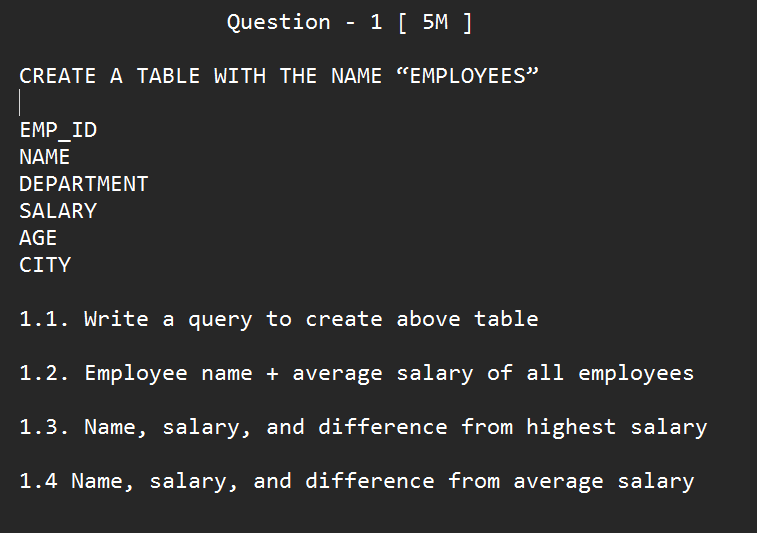 Question - 1 [ 5M ]
CREATE A TABLE WITH THE NAME “EMPLOYEES”
EMP_ID
NAME
DEPARTMENT
SALARY
AGE
CITY
1.1. Write a query to create above table
1.2. Employee name + average salary of all employees
1.3. Name, salary, and difference from highest salary
1.4 Name, salary, and difference from average salary